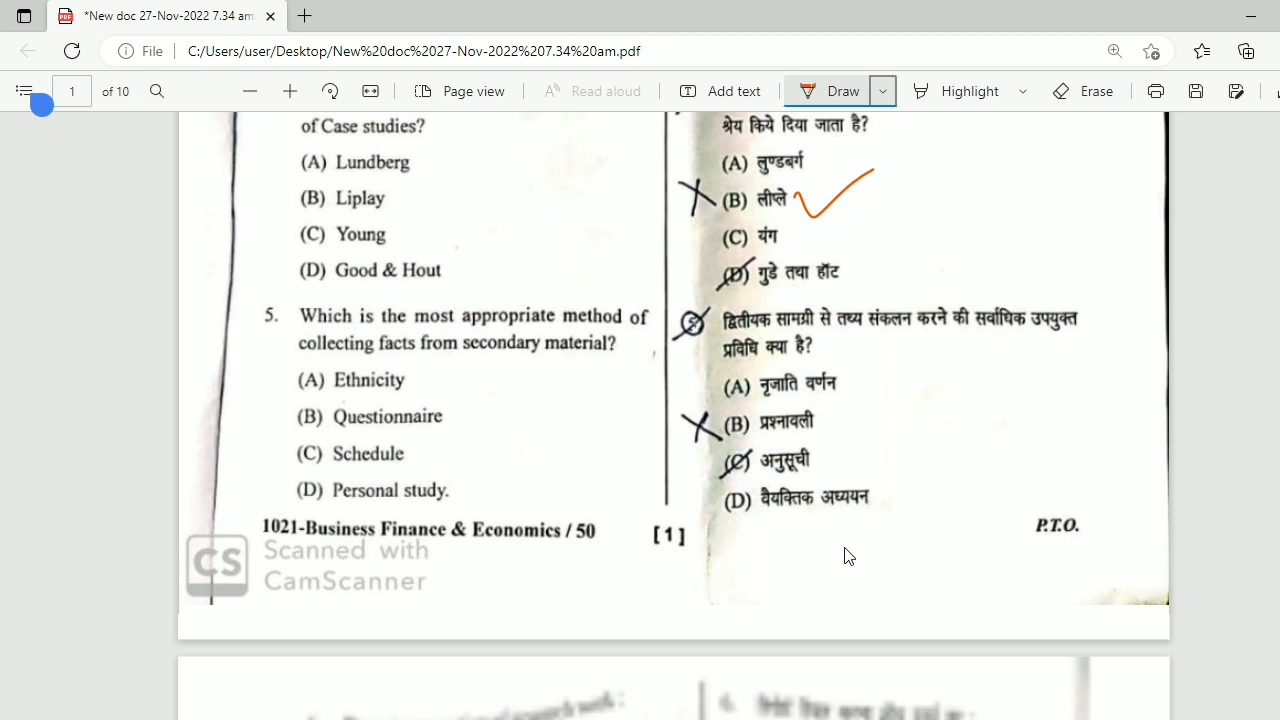 *New doc 27-Nov-2022 7.34 am.
File
C:/Users/user/Desktop/New%20doc%2027-Nov-2022%207.34%20am.pdf
1 of 10
Page view
Read aloud
Add text
Draw
Highlight
Erase
of Case studies?
(A) Lundberg
(B) Liplay
(C) Young
(D) Good & Hout
5. Which is the most appropriate method of
collecting facts from secondary material?
(A) Ethnicity
(B) Questionnaire
(C) Schedule
(D) Personal study.
श्रेय किये दिया जाता है?
(A) लुण्डबर्ग
(B) लीप्ले
(C) यंग
(D) गुडे तथा हॉट
5. द्वितीयक सामग्री से तथ्य संकलन करने की सर्वाधिक उपयुक्त
प्रविधि क्या है?
(A) नृजाति वर्णन
(B) प्रश्नावली
(C) अनुसूची
(D) वैयक्तिक अध्ययन
1021-Business Finance & Economics / 50
[1]
P.T.O.
CS
Scanned with
CamScanner